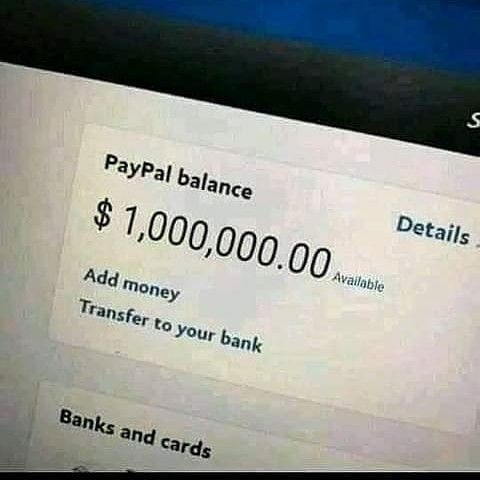 PayPal balance
Details
$ 1,000,000.00 Available
Add money
Transfer to your bank
Banks and cards